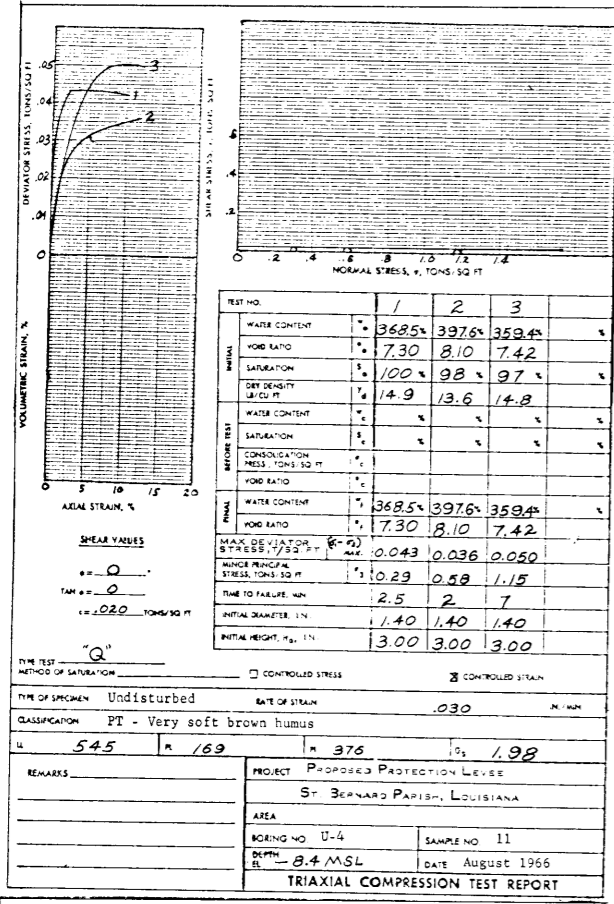 DEVIATOR STRESS, TONS/SQ FT
.05
.04
.03
.02
.01
0
3
1
2
VOLUMETRIC STRAIN, %
0 5 10 15 20
AXIAL STRAIN, %
SHEAR STRESS, τ, TONS/SQ FT
.6
.4
.2
0
0 .2 .4 .6 .8 1.0 1.2 1.4
NORMAL STRESS, σ, TONS/SQ FT
TEST NO. 1 2 3
INITIAL
WATER CONTENT wo 368.5% 397.6% 359.4% %
VOID RATIO eo 7.30 8.10 7.42
SATURATION So 100 % 98 % 97 % %
DRY DENSITY LB/CU FT γd 14.9 13.6 14.8
BEFORE TEST
WATER CONTENT wc % % % %
SATURATION Sc % % % %
CONSOLIDATION PRESS., TONS/SQ FT σc
VOID RATIO ec
FINAL
WATER CONTENT wf 368.5% 397.6% 359.4%
VOID RATIO ef 7.30 8.10 7.42
MAX DEVIATOR STRESS, T/SQ. FT (σ1-σ3) MAX. 0.043 0.036 0.050
MINOR PRINCIPAL STRESS, TONS/SQ FT σ3 0.29 0.58 1.15
TIME TO FAILURE, MIN 2.5 2 7
INITIAL DIAMETER, IN. 1.40 1.40 1.40
INITIAL HEIGHT, Ho, IN. 3.00 3.00 3.00
SHEAR VALUES
φ = 0 °
TAN φ = 0
c = .020 TONS/SQ FT
TYPE TEST "Q"
METHOD OF SATURATION
CONTROLLED STRESS
X CONTROLLED STRAIN
TYPE OF SPECIMEN Undisturbed RATE OF STRAIN .030 IN./MIN
CLASSIFICATION PT - Very soft brown humus
LL 545 PL 169 PI 376 Gs 1.98
REMARKS
PROJECT PROPOSED PROTECTION LEVEE
ST. BERNARD PARISH, LOUISIANA
AREA
BORING NO U-4 SAMPLE NO 11
DEPTH EL -8.4 MSL DATE August 1966
TRIAXIAL COMPRESSION TEST REPORT